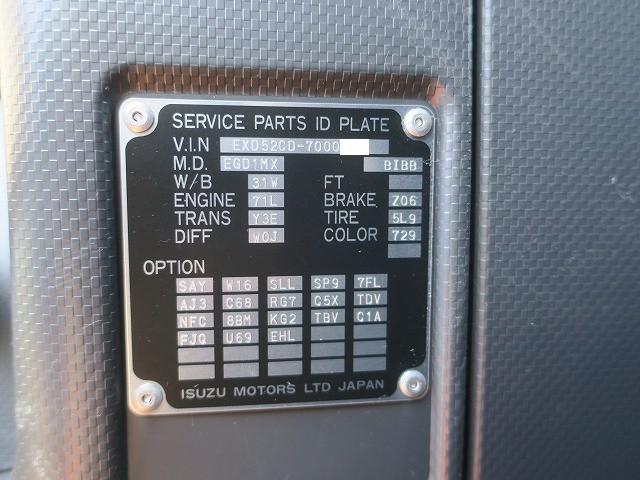 SERVICE PARTS ID PLATE
V.I.N EXD52CD-7000
M.D. EGD1MX BIBB
W/B 31W FT
ENGINE 71L BRAKE Z06
TRANS Y3E TIRE 5L9
DIFF W0J COLOR 729
OPTION
SAY W16 SLL SP9 7FL
AJ3 C68 RG7 C5X TDV
NFC 8BM KG2 TBV Q1A
FJQ U69 EHL
ISUZU MOTORS LTD JAPAN